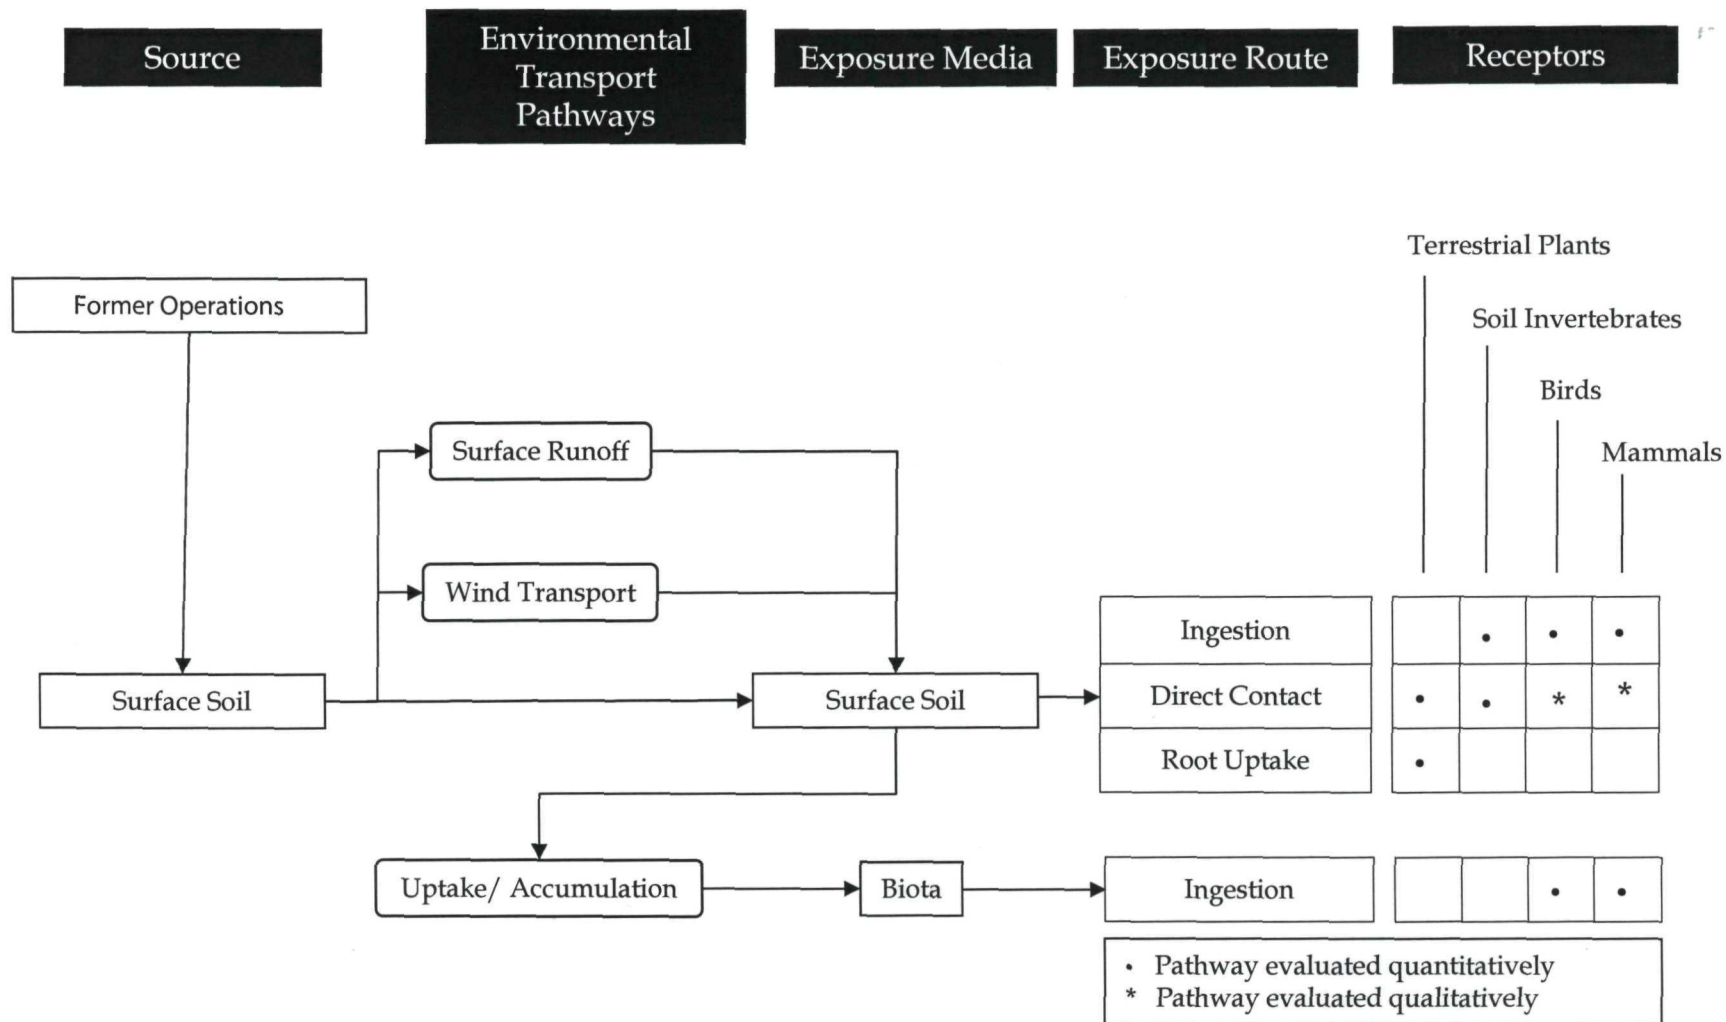 Source
Environmental
Transport
Pathways
Exposure Media
Exposure Route
Receptors
Terrestrial Plants
Former Operations
Soil Invertebrates
Birds
Mammals
Surface Runoff
Wind Transport
Ingestion
• • •
Surface Soil
Surface Soil
Direct Contact
• • * *
Root Uptake
•
Uptake/ Accumulation
Biota
Ingestion
• •
• Pathway evaluated quantitatively
* Pathway evaluated qualitatively